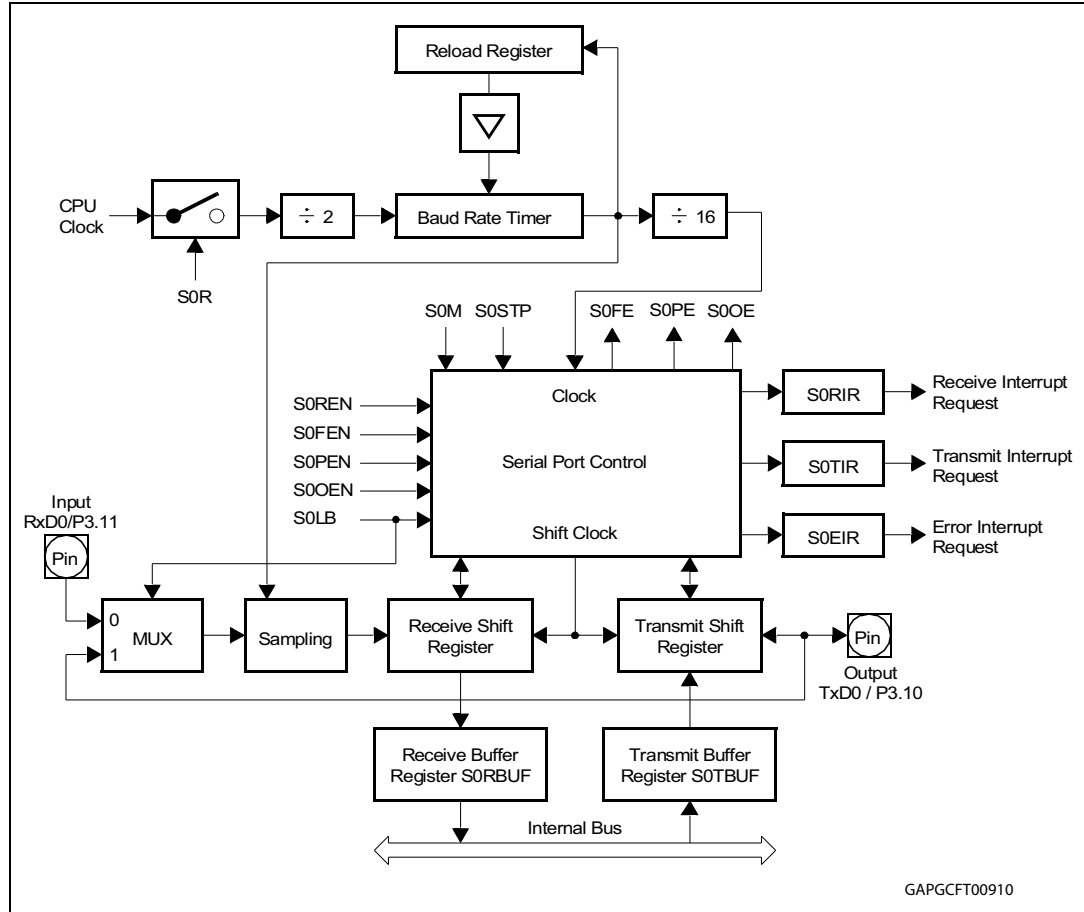 Reload Register
CPU
Clock
÷ 2
Baud Rate Timer
÷ 16
S0R
S0M
S0STP
S0FE
S0PE
S0OE
S0REN
S0FEN
S0PEN
S0OEN
S0LB
Clock
Serial Port Control
Shift Clock
S0RIR
Receive Interrupt
Request
S0TIR
Transmit Interrupt
Request
S0EIR
Error Interrupt
Request
Input
RxD0/P3.11
Pin
0
1
MUX
Sampling
Receive Shift
Register
Transmit Shift
Register
Pin
Output
TxD0 / P3.10
Receive Buffer
Register S0RBUF
Transmit Buffer
Register S0TBUF
Internal Bus
GAPGCFT00910